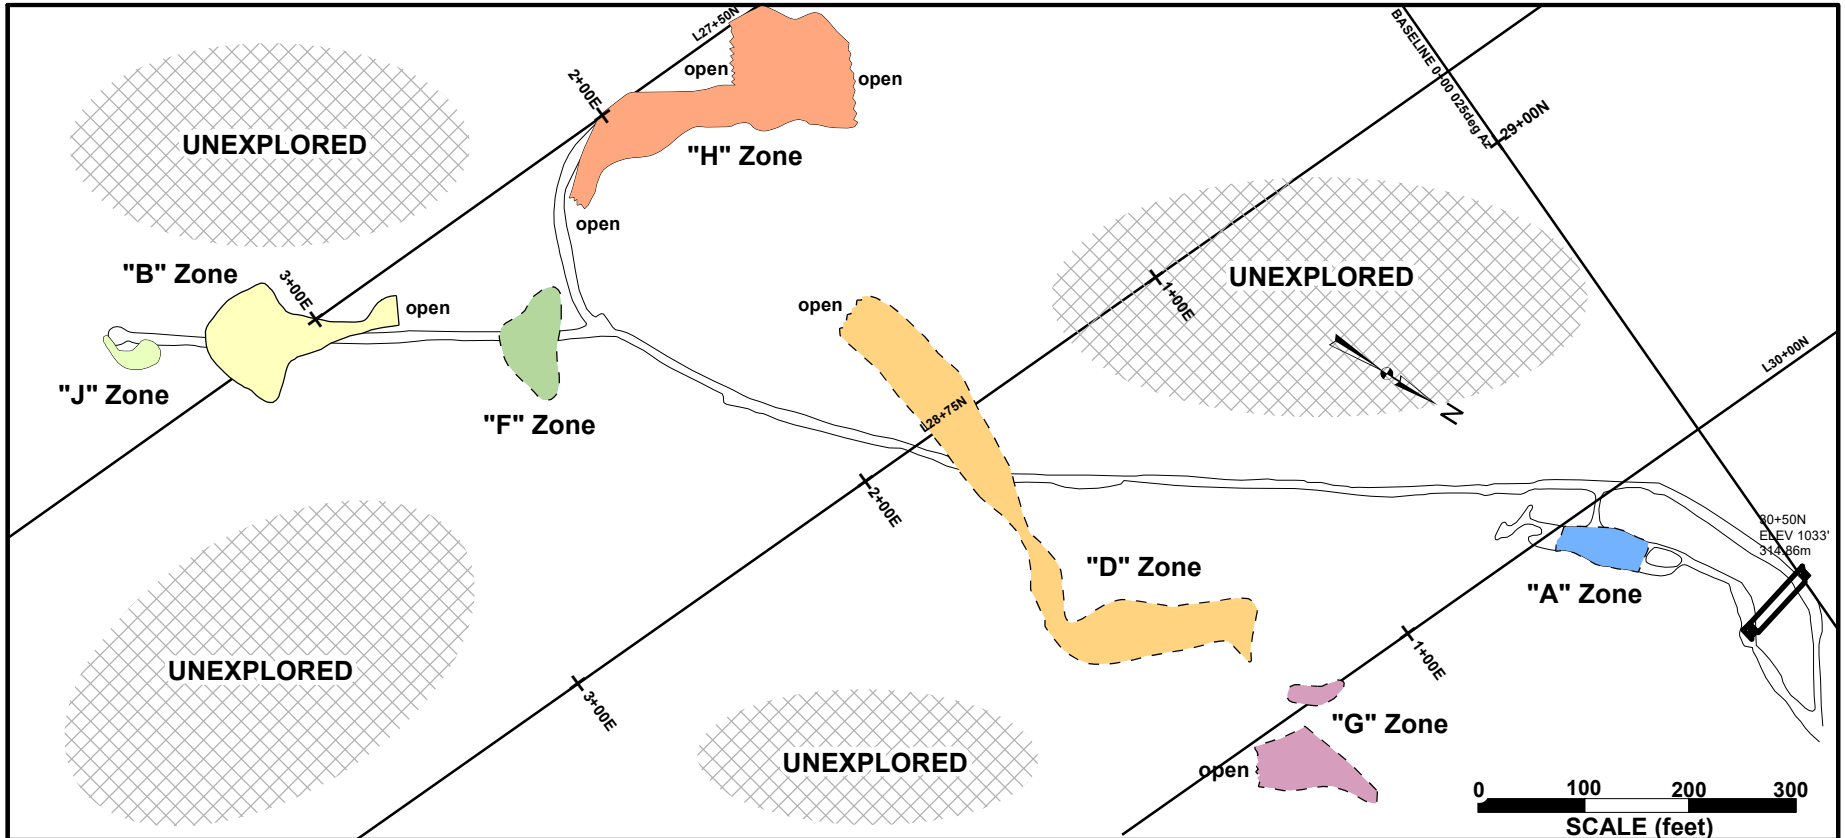 L27+50N
BASELINE 0+00 025deg Az
open
open
2+00E
29+00N
UNEXPLORED
"H" Zone
open
"B" Zone
3+00E
UNEXPLORED
1+00E
open
open
L30+00N
"J" Zone
N
"F" Zone
L28+75N
2+00E
30+50N
ELEV 1033'
314.86m
"D" Zone
"A" Zone
UNEXPLORED
1+00E
3+00E
"G" Zone
UNEXPLORED
open
0 100 200 300
SCALE (feet)